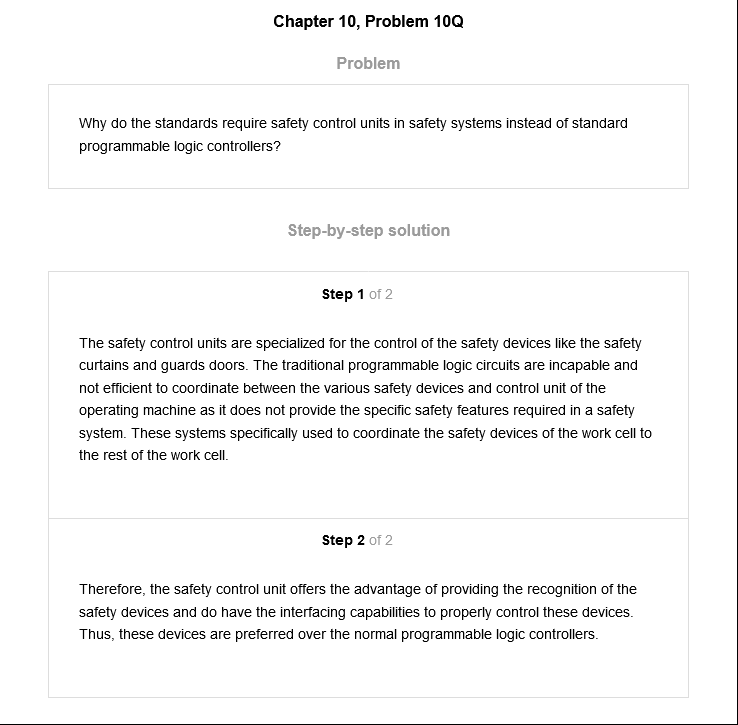 Chapter 10, Problem 10Q
Problem
Why do the standards require safety control units in safety systems instead of standard
programmable logic controllers?
Step-by-step solution
Step 1 of 2
The safety control units are specialized for the control of the safety devices like the safety
curtains and guards doors. The traditional programmable logic circuits are incapable and
not efficient to coordinate between the various safety devices and control unit of the
operating machine as it does not provide the specific safety features required in a safety
system. These systems specifically used to coordinate the safety devices of the work cell to
the rest of the work cell.
Step 2 of 2
Therefore, the safety control unit offers the advantage of providing the recognition of the
safety devices and do have the interfacing capabilities to properly control these devices.
Thus, these devices are preferred over the normal programmable logic controllers.